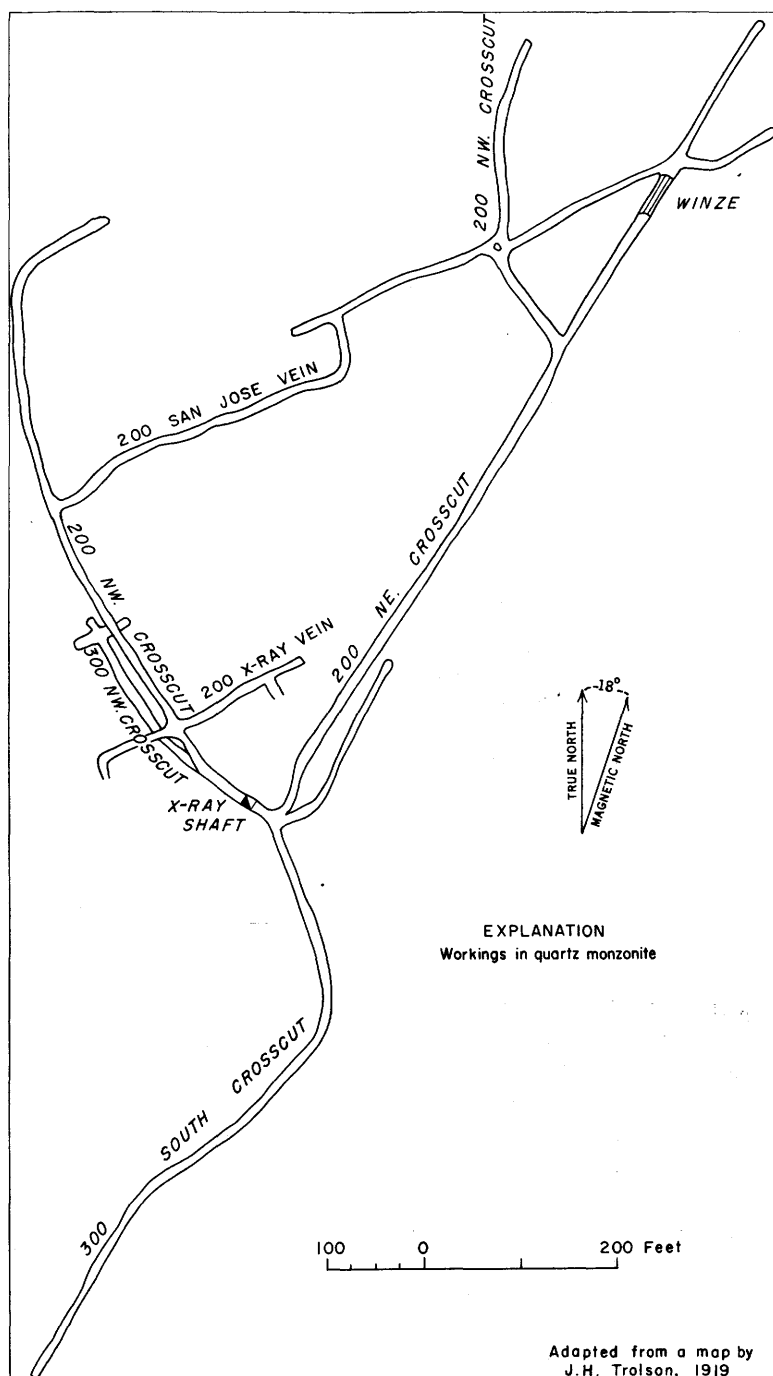 200 NW. CROSSCUT
WINZE
200 SAN JOSE VEIN
200 NW. CROSSCUT
200 NE. CROSSCUT
200 X-RAY VEIN
300 NW. CROSSCUT
X-RAY
SHAFT
18°
TRUE NORTH
MAGNETIC NORTH
EXPLANATION
Workings in quartz monzonite
300 SOUTH CROSSCUT
100 0 200 Feet
Adapted from a map by
J.H. Trolson, 1919